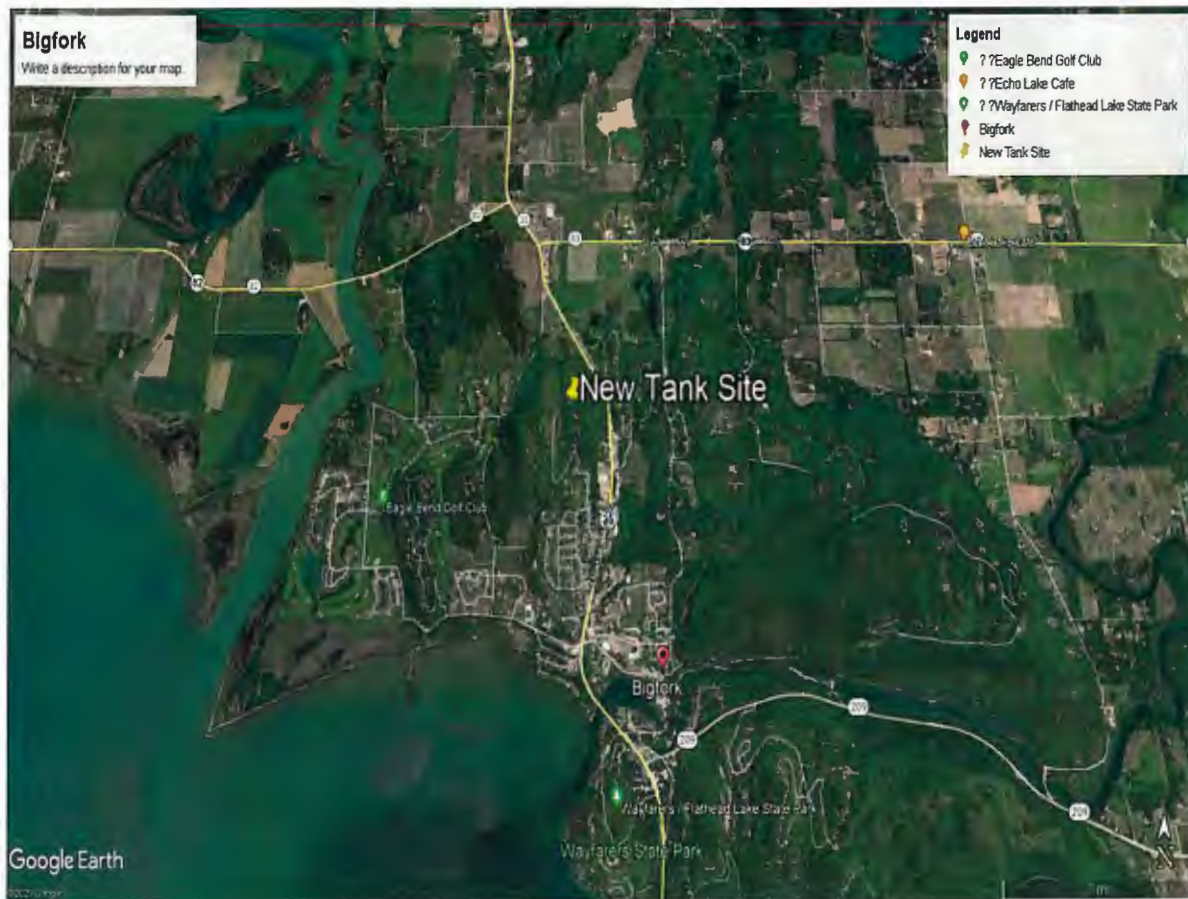 Bigfork
Write a description for your map.
Legend
? ?Eagle Bend Golf Club
? ?Echo Lake Cafe
? ?Wayfarers / Flathead Lake State Park
Bigfork
New Tank Site
83
82
New Tank Site
Eagle Bend Golf Club
Bigfork
209
209
209
Wayfarers / Flathead Lake State Park
Wayfarers State Park
Google Earth
N